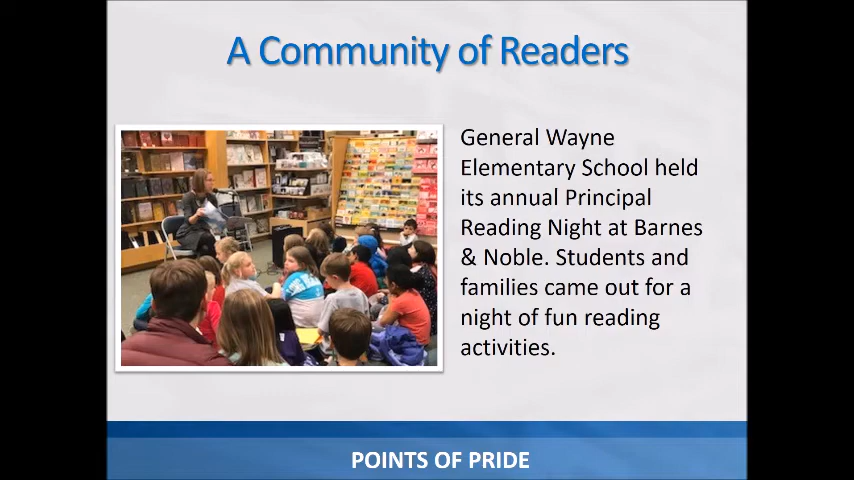 A Community of Readers
General Wayne
Elementary School held
its annual Principal
Reading Night at Barnes
& Noble. Students and
families came out for a
night of fun reading
activities.
POINTS OF PRIDE